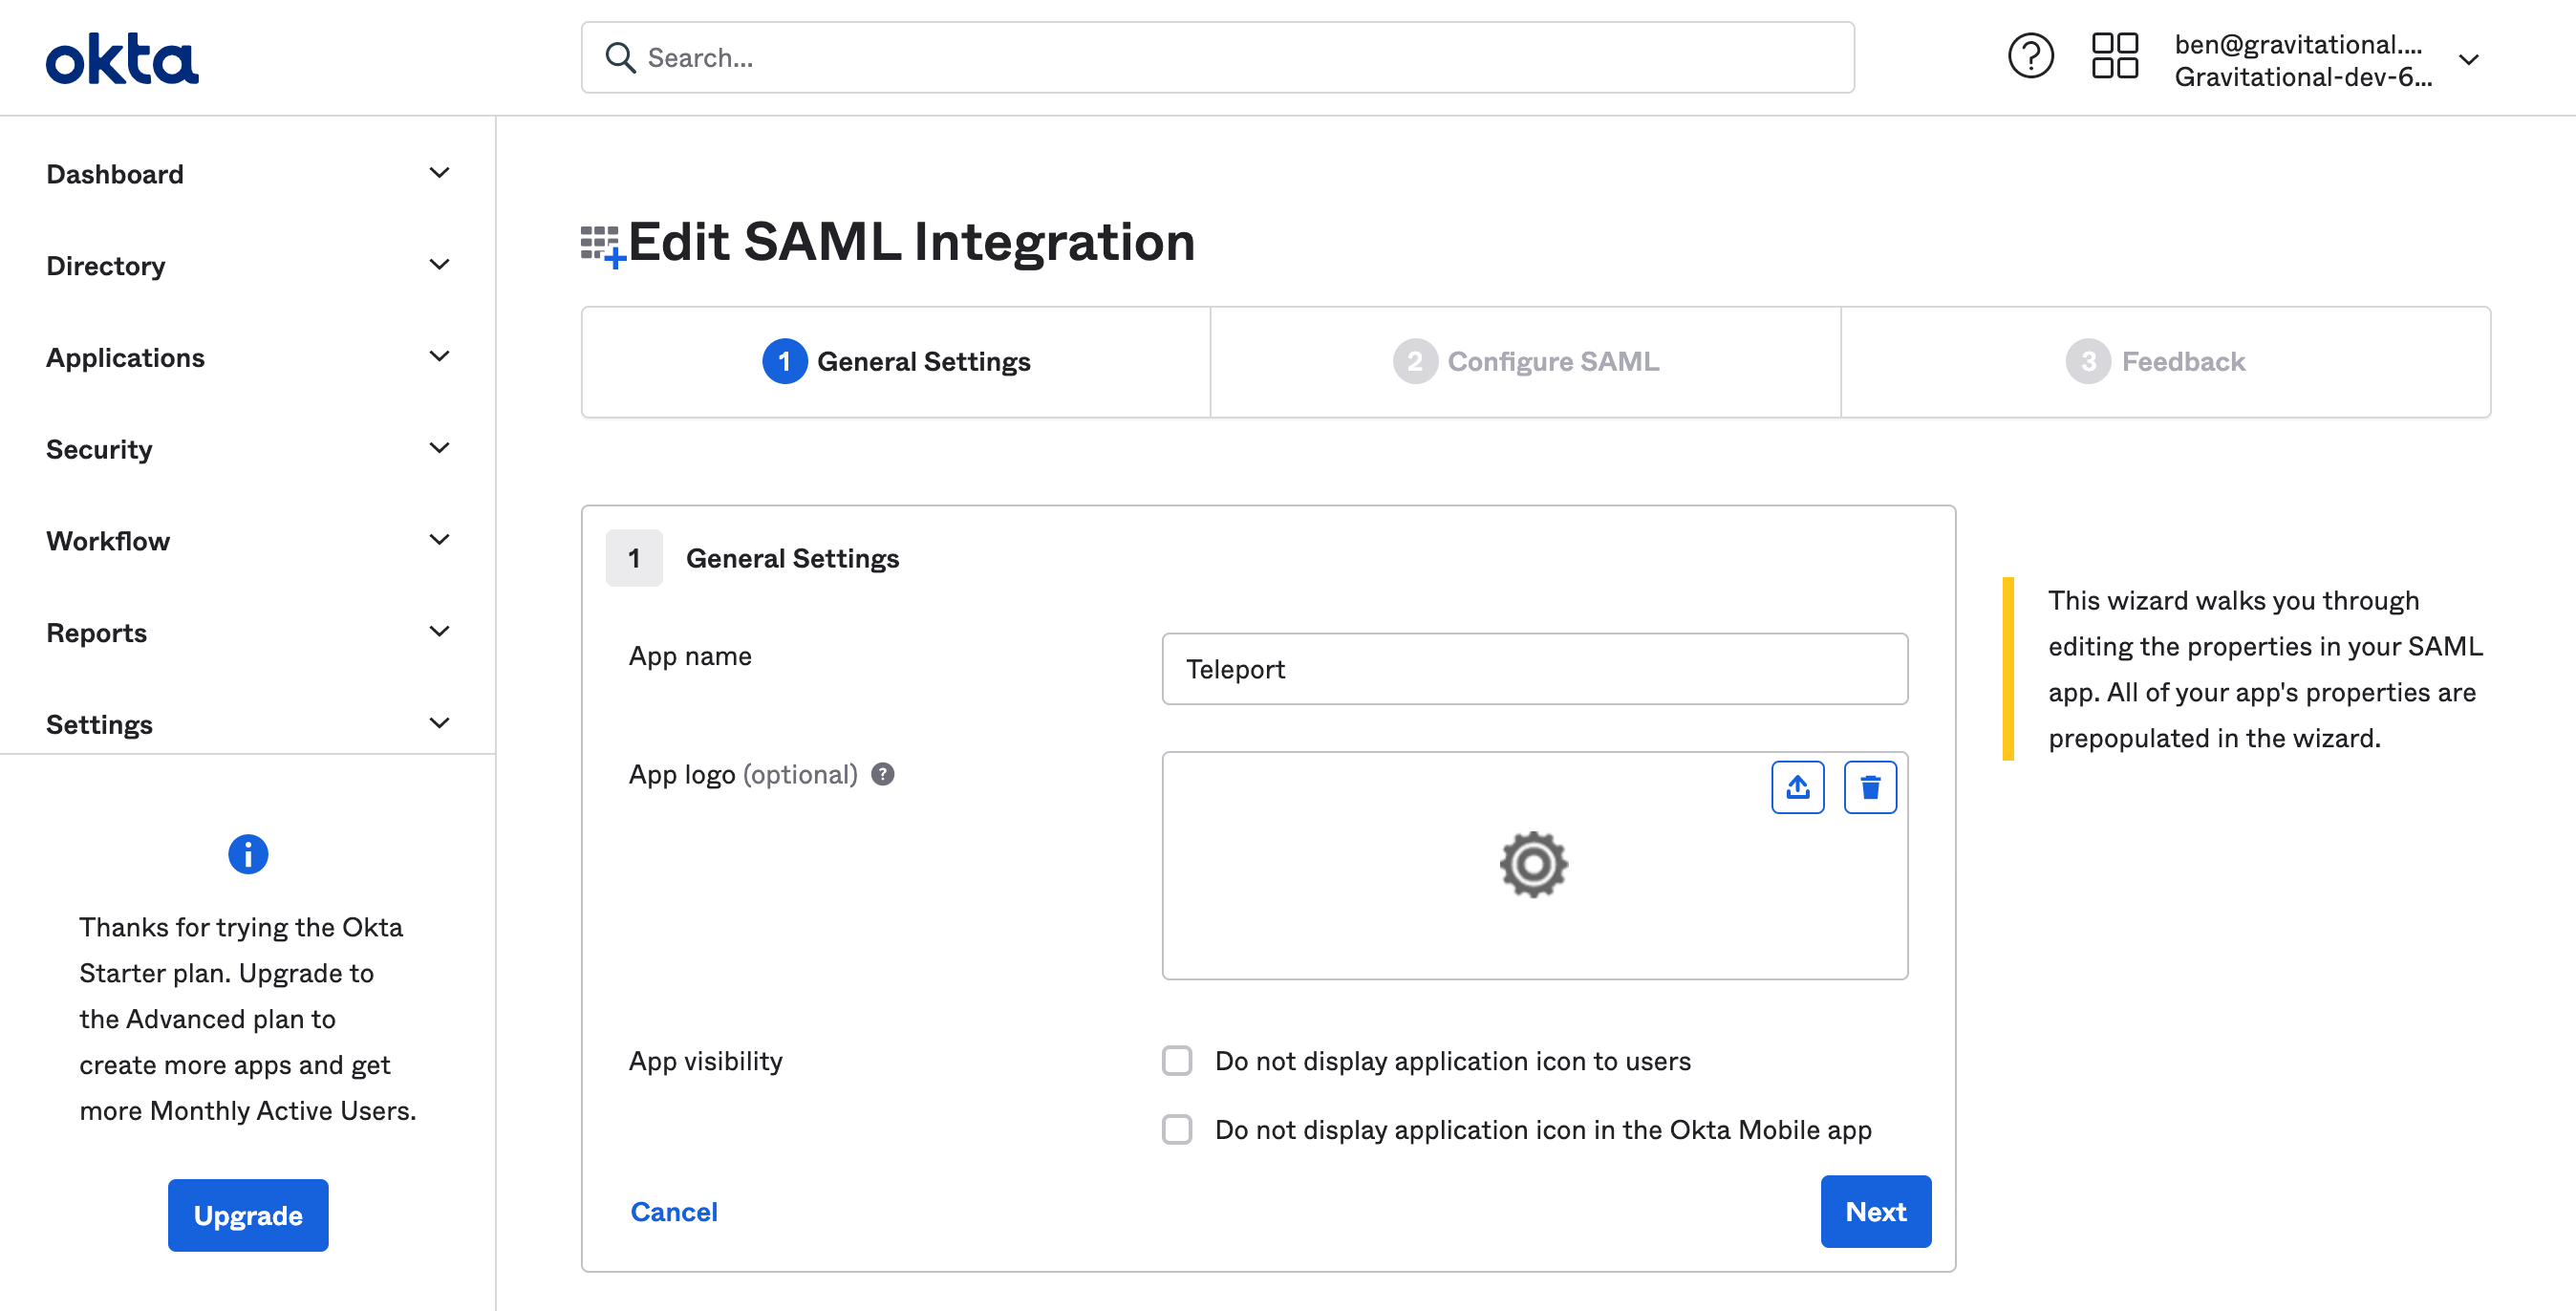 okta
Search...
ben@gravitational....
Gravitational-dev-6...
Dashboard
Directory
Applications
Security
Workflow
Reports
Settings
Thanks for trying the Okta
Starter plan. Upgrade to
the Advanced plan to
create more apps and get
more Monthly Active Users.
Upgrade
Edit SAML Integration
1 General Settings
2 Configure SAML
3 Feedback
1 General Settings
App name
Teleport
App logo (optional) ?
App visibility
Do not display application icon to users
Do not display application icon in the Okta Mobile app
Cancel
Next
This wizard walks you through
editing the properties in your SAML
app. All of your app's properties are
prepopulated in the wizard.